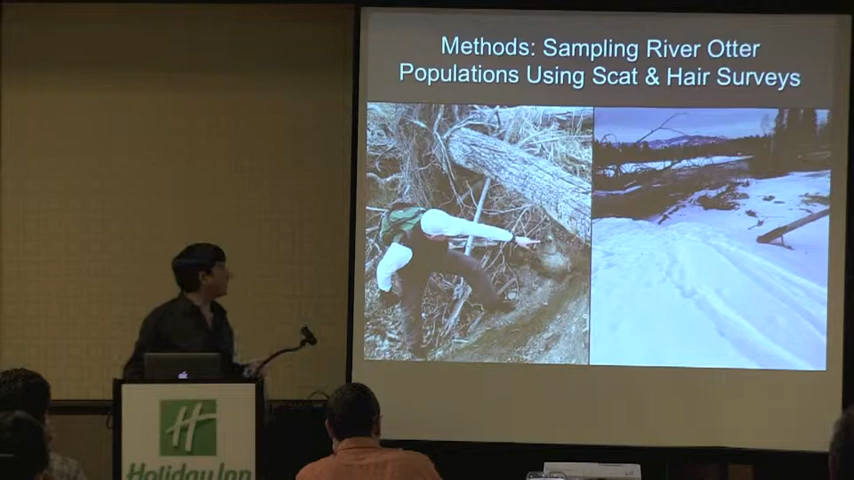 Methods: Sampling River Otter
Populations Using Scat & Hair Surveys
H
Holiday Inn